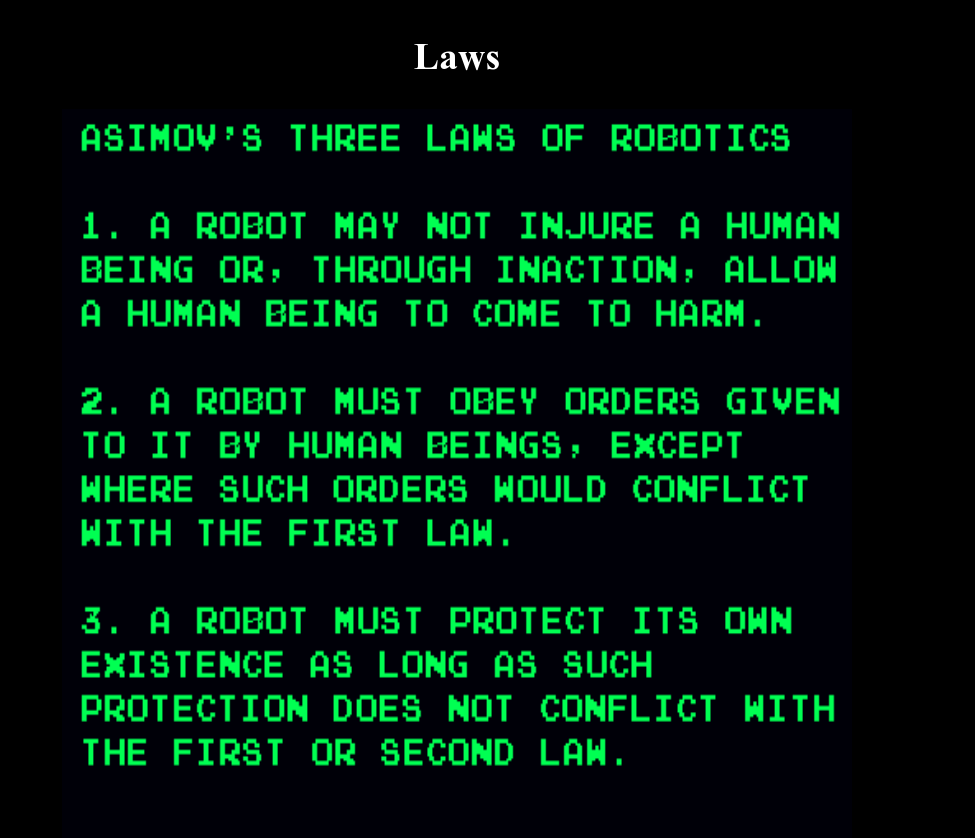 Laws
ASIMOV'S THREE LAWS OF ROBOTICS
1. A ROBOT MAY NOT INJURE A HUMAN
BEING OR, THROUGH INACTION, ALLOW
A HUMAN BEING TO COME TO HARM.
2. A ROBOT MUST OBEY ORDERS GIVEN
TO IT BY HUMAN BEINGS, EXCEPT
WHERE SUCH ORDERS WOULD CONFLICT
WITH THE FIRST LAW.
3. A ROBOT MUST PROTECT ITS OWN
EXISTENCE AS LONG AS SUCH
PROTECTION DOES NOT CONFLICT WITH
THE FIRST OR SECOND LAW.